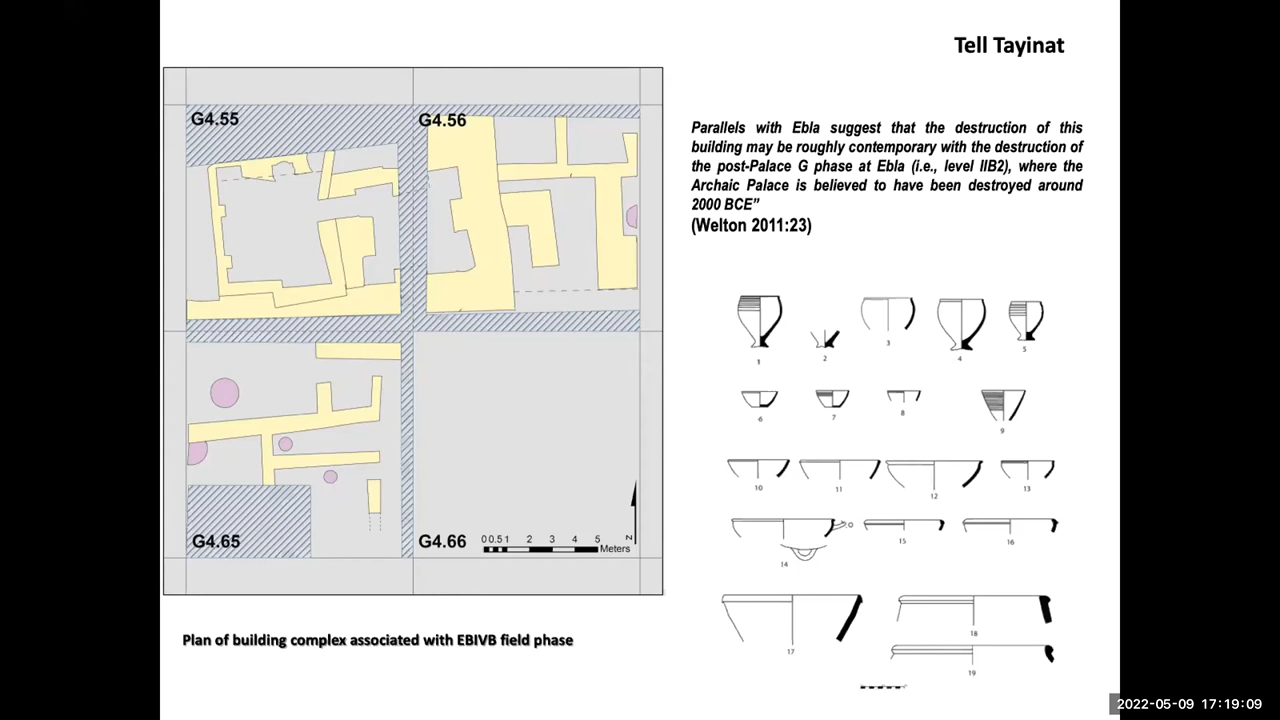 Tell Tayinat
G4.55
G4.56
Parallels with Ebla suggest that the destruction of this
building may be roughly contemporary with the destruction
of the post-Palace G phase at Ebla (i.e., level IIB2), where the
Archaic Palace is believed to have been destroyed around
2000 BCE”
(Welton 2011:23)
1
2
3
4
5
6
7
8
9
10
11
12
13
14
15
16
17
18
19
G4.65
G4.66
0 0.5 1 2 3 4 5
Meters
N
Plan of building complex associated with EBIVB field phase
2022-05-09 17:19:09